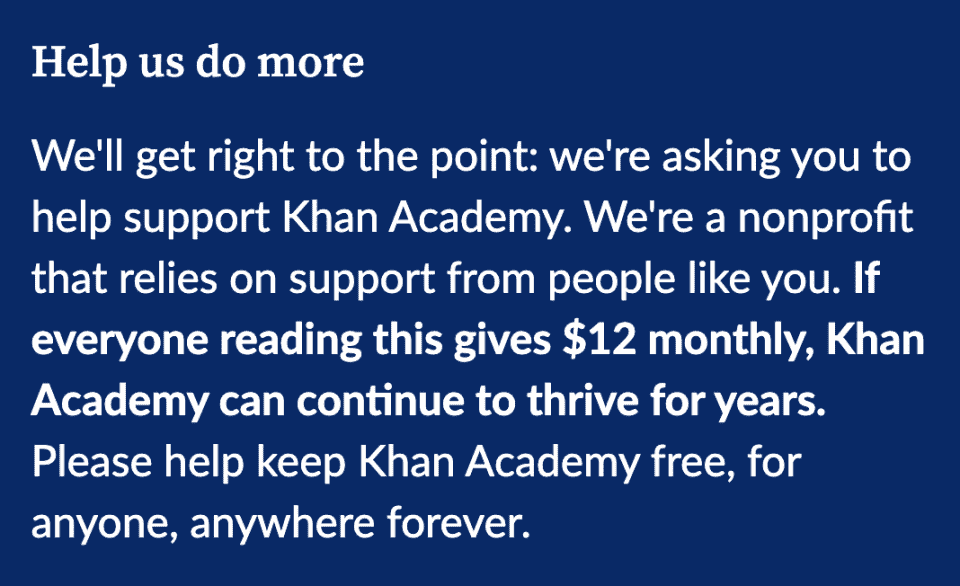 Help us do more
We'll get right to the point: we're asking you to
help support Khan Academy. We're a nonprofit
that relies on support from people like you. If
everyone reading this gives $12 monthly, Khan
Academy can continue to thrive for years.
Please help keep Khan Academy free, for
anyone, anywhere forever.